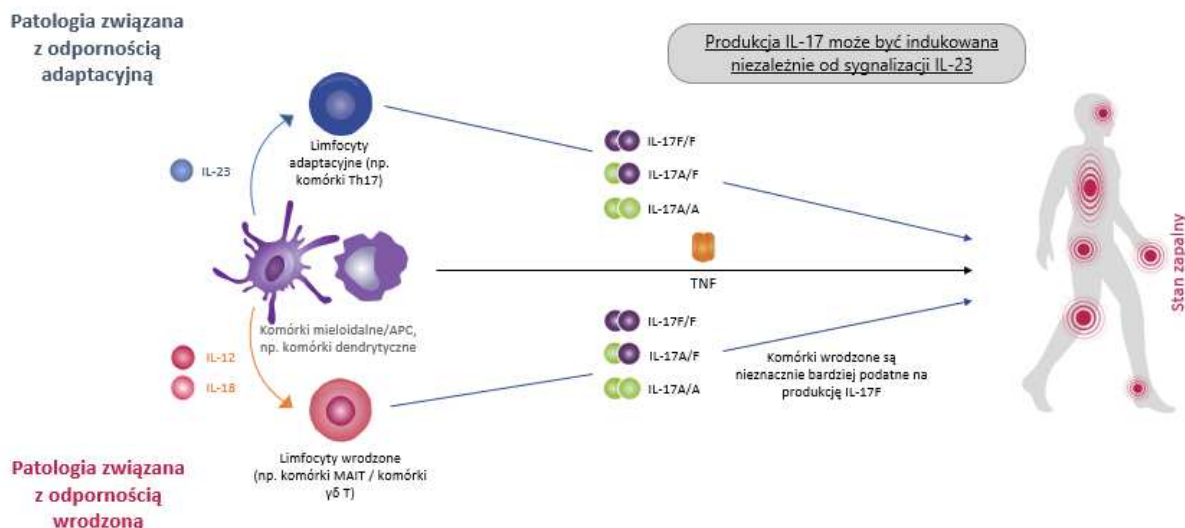 Patologia związana
z odpornością
adaptacyjną
Produkcja IL-17 może być indukowana
niezależnie od sygnalizacji IL-23
IL-23
Limfocyty
adaptacyjne (np.
komórki Th17)
IL-17F/F
IL-17A/F
IL-17A/A
TNF
Komórki mieloidalne/APC,
np. komórki dendrytyczne
IL-12
IL-18
IL-17F/F
IL-17A/F
IL-17A/A
Komórki wrodzone są
nieznacznie bardziej podatne na
produkcję IL-17F
Limfocyty wrodzone
(np. komórki MAIT / komórki
γδ T)
Stan zapalny
Patologia związana
z odpornością
wrodzoną